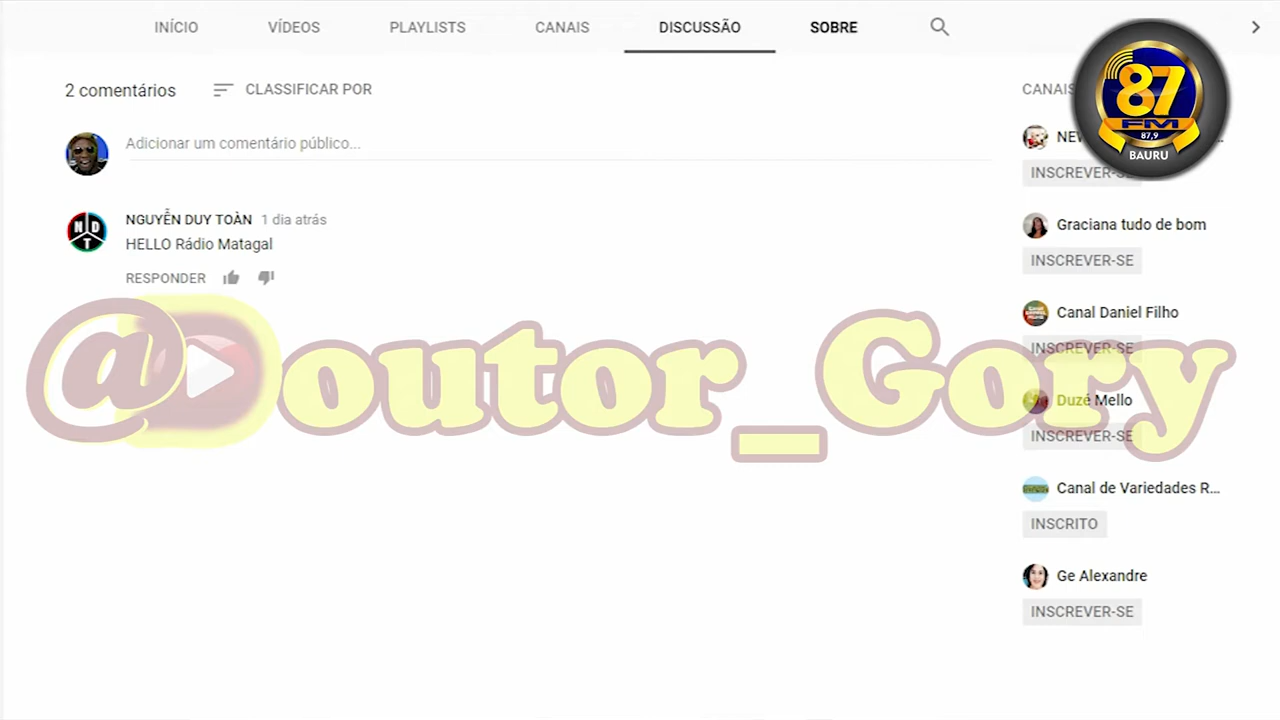 INÍCIO VÍDEOS PLAYLISTS CANAIS DISCUSSÃO SOBRE
2 comentários CLASSIFICAR POR
Adicionar um comentário público...
NGUYỄN DUY TOÀN 1 dia atrás
HELLO Rádio Matagal
RESPONDER
@Doutor_Gory
CANAIS
87
FM
87,9
BAURU
INSCREVER-SE
Graciana tudo de bom
INSCREVER-SE
Canal Daniel Filho
INSCREVER-SE
Duzé Mello
INSCREVER-SE
Canal de Variedades R...
INSCRITO
Ge Alexandre
INSCREVER-SE
NDT